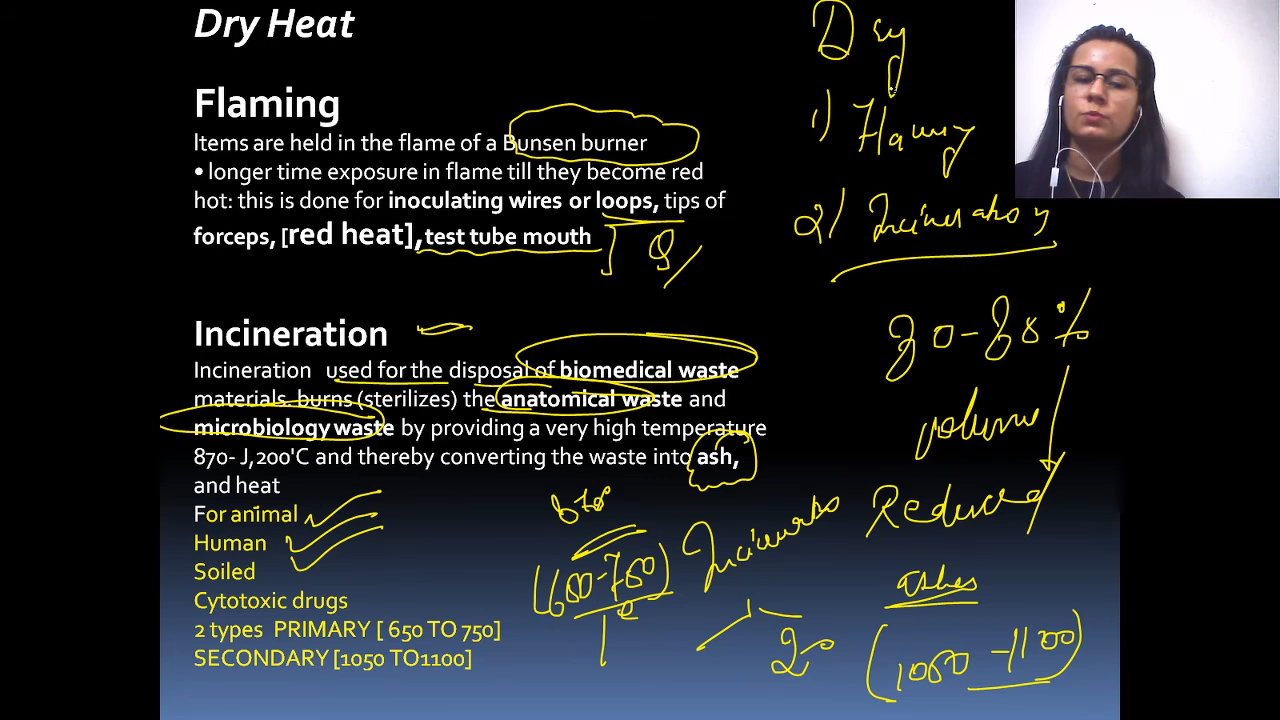 Dry Heat
Flaming
Items are held in the flame of a Bunsen burner
• longer time exposure in flame till they become red
hot: this is done for inoculating wires or loops, tips of
forceps, [red heat], test tube mouth
Incineration
Incineration used for the disposal of biomedical waste
materials. burns (sterilizes) the anatomical waste and
microbiology waste by providing a very high temperature
870- J,200'C and thereby converting the waste into ash,
and heat
For animal
Human
Soiled
Cytotoxic drugs
2 types PRIMARY [ 650 TO 750]
SECONDARY [1050 TO1100]
Dry
1) Flaming
2) Incineration
80-88 %
volume
Reduced
ashes
(1050 -1100)
20